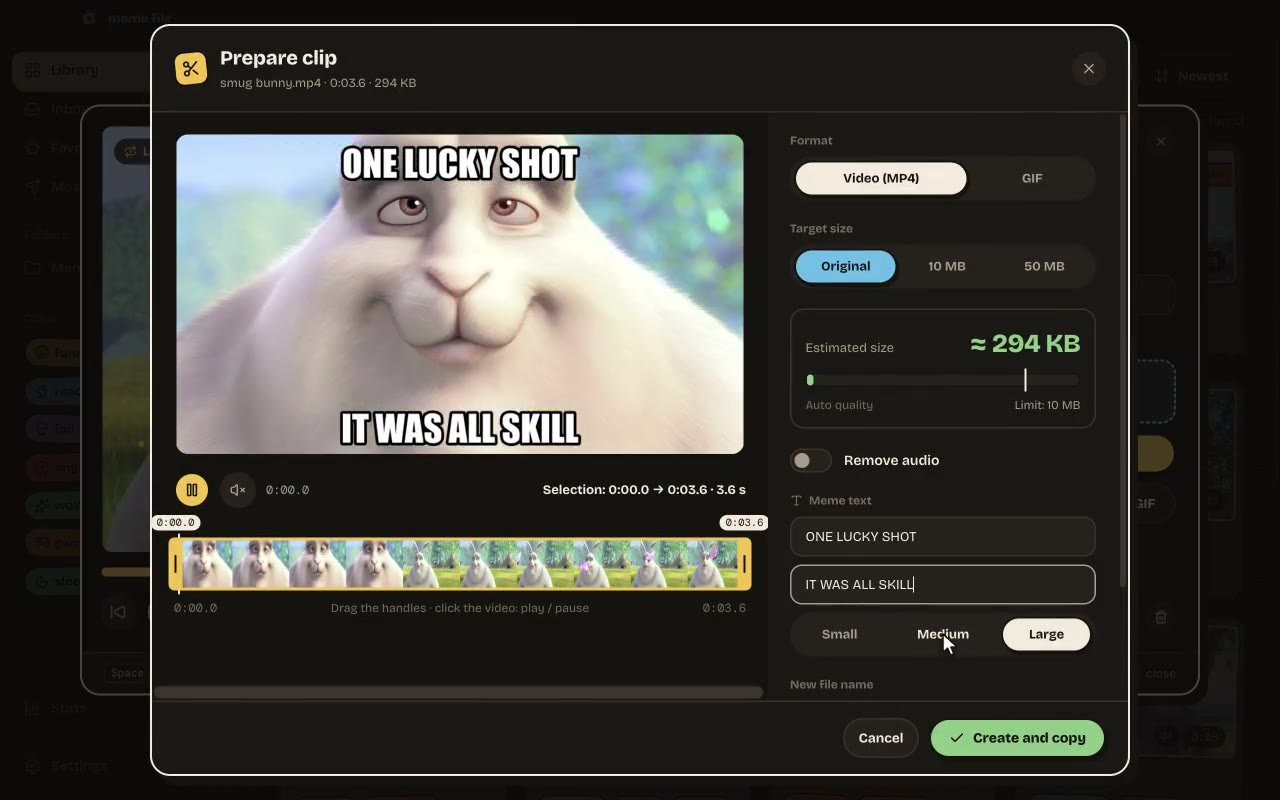 meme file
Prepare clip
smug bunny.mp4 · 0:03.6 · 294 KB
Library
Newest
found
ONE LUCKY SHOT
IT WAS ALL SKILL
Format
Video (MP4)
GIF
Target size
Original
10 MB
50 MB
Estimated size
≈ 294 KB
Auto quality
Limit: 10 MB
Remove audio
0:00.0
Selection: 0:00.0 → 0:03.6 · 3.6 s
0:00.0
0:03.6
0:00.0
Drag the handles · click the video: play / pause
0:03.6
Meme text
ONE LUCKY SHOT
IT WAS ALL SKILL
Small
Medium
Large
New file name
Space
close
Stats
Settings
Cancel
Create and copy